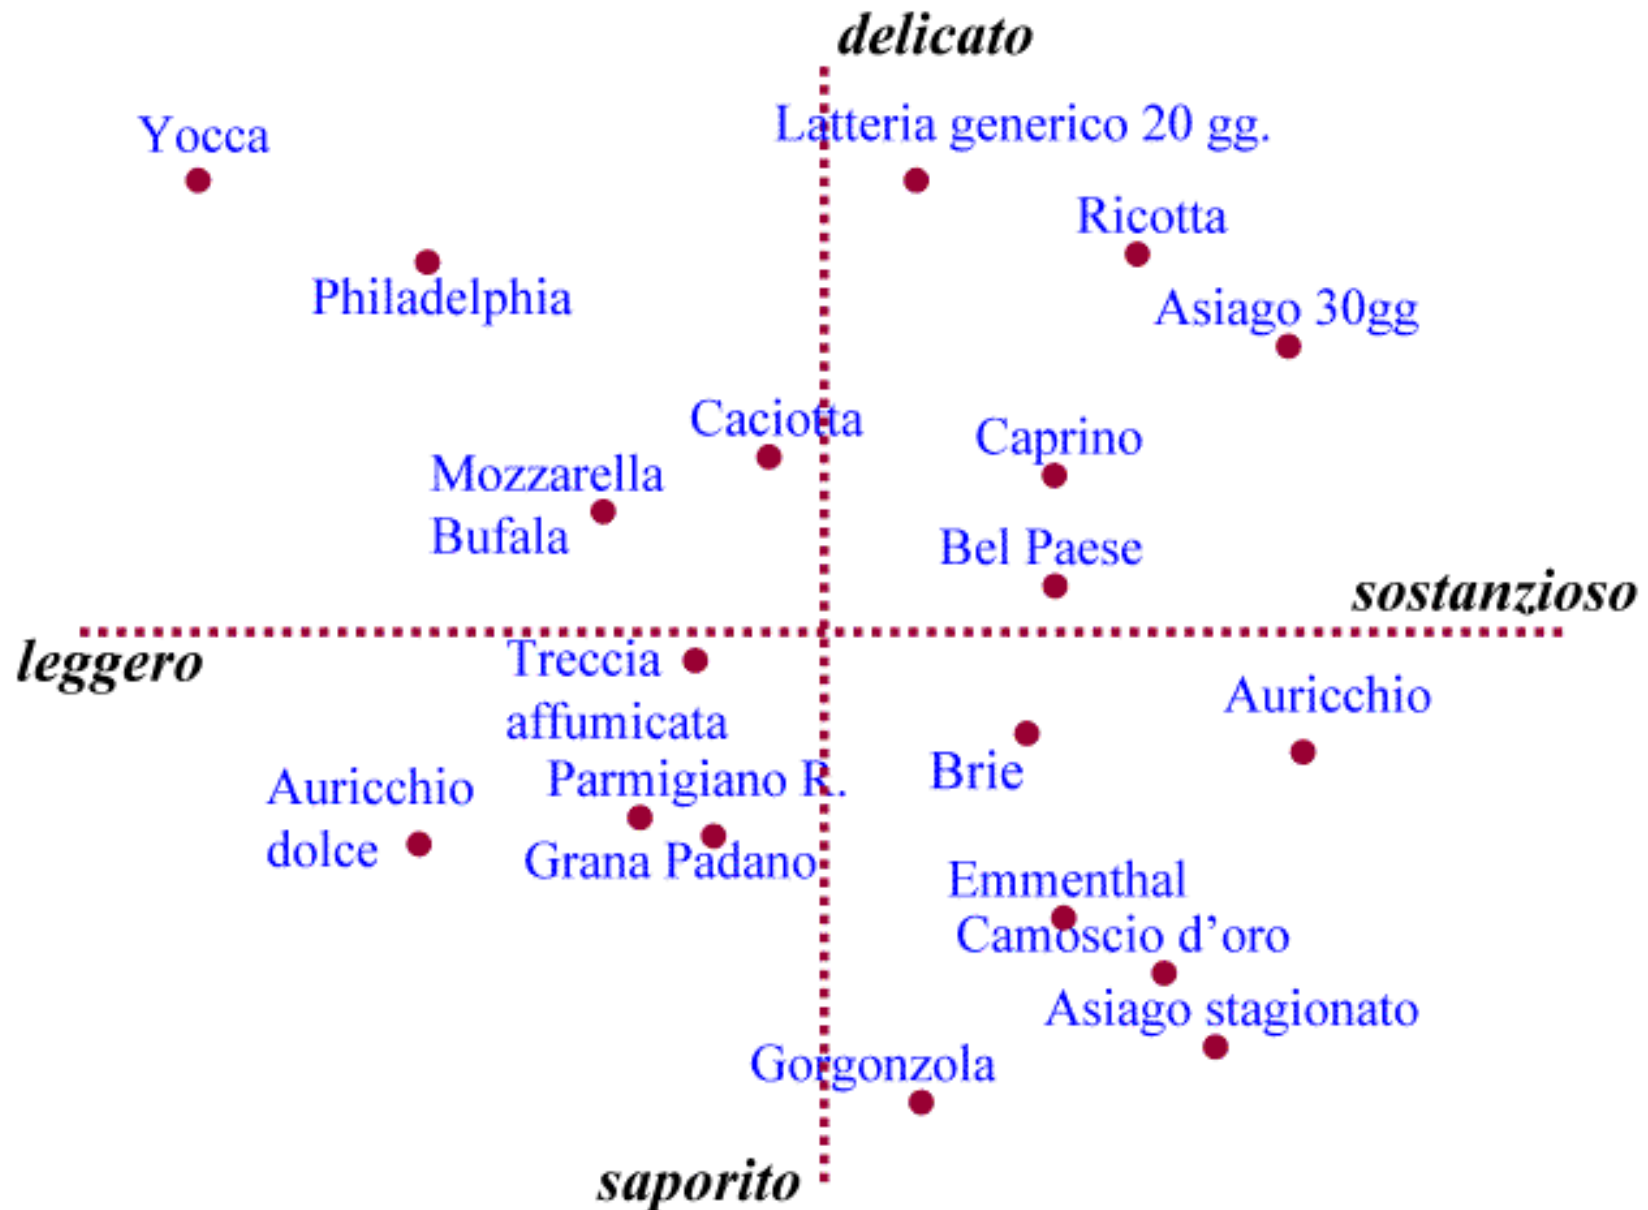 delicato
Yocca
Latteria generico 20 gg.
Ricotta
Philadelphia
Asiago 30gg
Caciotta
Caprino
Mozzarella
Bufala
Bel Paese
sostanzioso
leggero
Treccia
affumicata
Auricchio
Brie
Parmigiano R.
Auricchio
dolce
Grana Padano
Emmenthal
Camoscio d’oro
Asiago stagionato
Gorgonzola
saporito